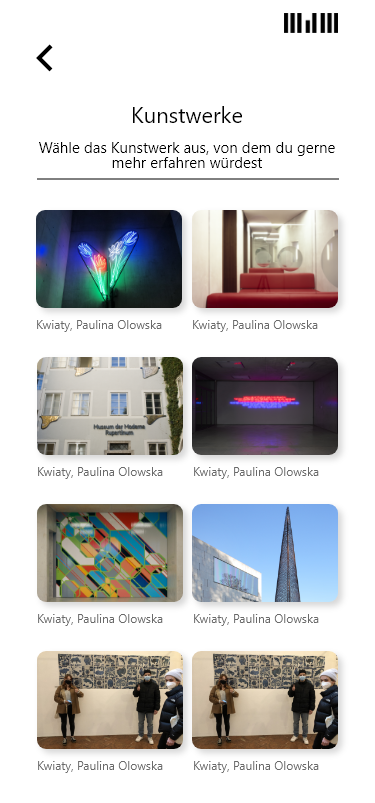 Kunstwerke
Wähle das Kunstwerk aus, von dem du gerne
mehr erfahren würdest
Kwiaty, Paulina Olowska
Kwiaty, Paulina Olowska
Museum der Moderne
Rupertinum
Kwiaty, Paulina Olowska
Kwiaty, Paulina Olowska
Kwiaty, Paulina Olowska
Kwiaty, Paulina Olowska
Kwiaty, Paulina Olowska
Kwiaty, Paulina Olowska